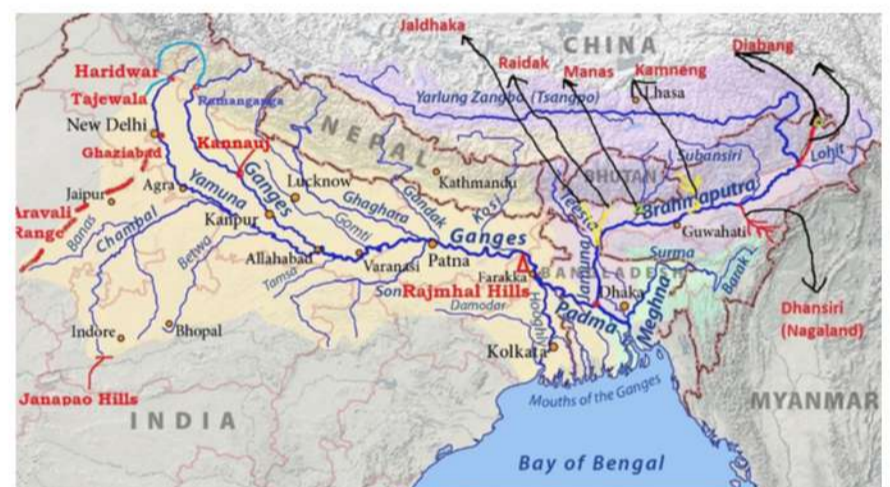 Jaldhaka
CHINA
Diabang
Raidak
Manas
Kamneng
Haridwar
Lhasa
Tajewala
Ramanganga
Yarlung Zangbo (Tsangpo)
New Delhi
NEPAL
Kannauj
Ghaziabad
Subansiri
Lohit
BHUTAN
Jaipur
Agra
Yamuna
Ganges
Lucknow
Kathmandu
Teesta
Brahmaputra
Aravali
Range
Banas
Chambal
Kanpur
Ghaghara
Gandak
Kosi
Gomti
Guwahati
Betwa
Allahabad
Varanasi
Patna
Ganges
Surma
Farakka
BANGLADESH
Jamuna
Barak
Tamsa
Son
Rajmhal Hills
Dhaka
Meghna
Damodar
Hooghly
Padma
Dhansiri
(Nagaland)
Indore
Bhopal
Kolkata
Janapao Hills
Mouths of the Ganges
MYANMAR
INDIA
Bay of Bengal